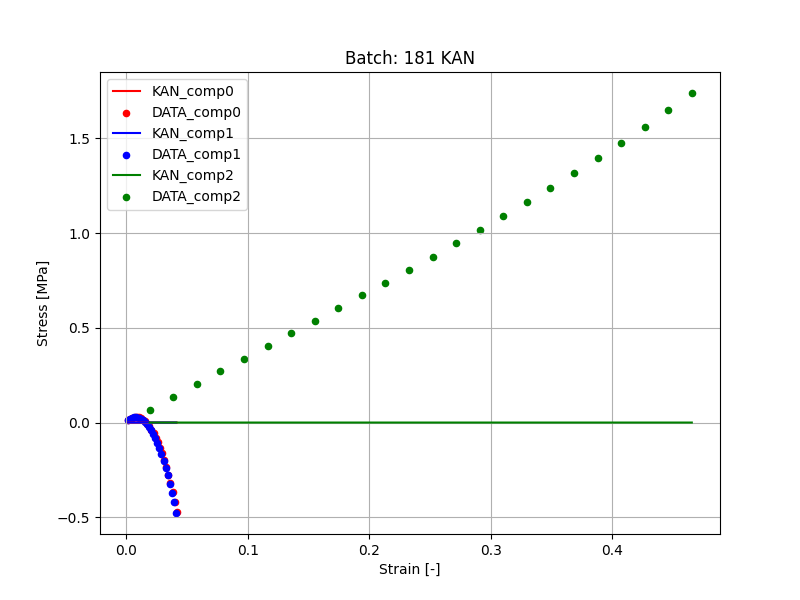 Batch: 181 KAN
KAN_comp0
DATA_comp0
KAN_comp1
DATA_comp1
KAN_comp2
DATA_comp2
1.5
1.0
0.5
0.0
−0.5
Stress [MPa]
0.0 0.1 0.2 0.3 0.4
Strain [-]